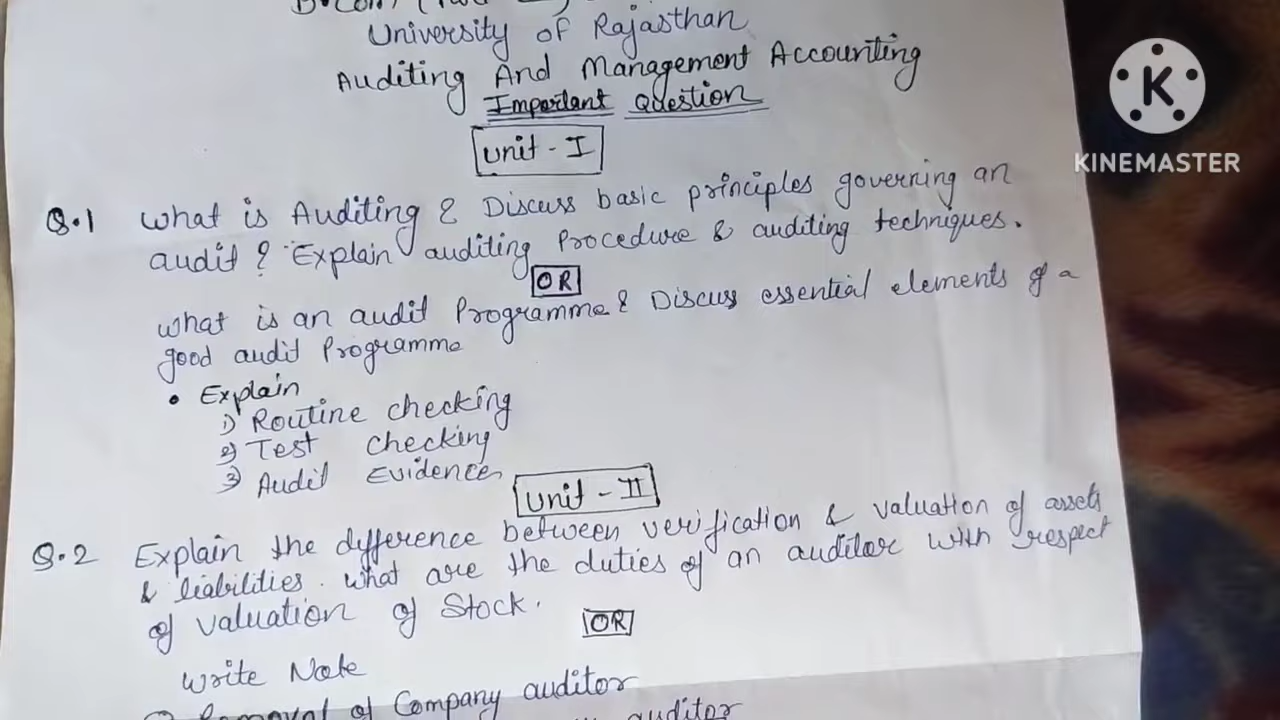 University of Rajasthan
Auditing And Management Accounting
Important Question
Unit - I
Q.1 What is Auditing & Discuss basic principles governing an
audit? Explain auditing Procedure & auditing techniques.
OR
What is an audit Programme & Discuss essential elements of a
good audit Programme
• Explain
1) Routine checking
2) Test checking
3) Audit Evidence
Unit - II
Q.2 Explain the difference between verification & valuation of assets
& liabilities. What are the duties of an auditor with respect
of valuation of Stock.
OR
Write Note
Removal of Company auditor
auditor
K
KINEMASTER